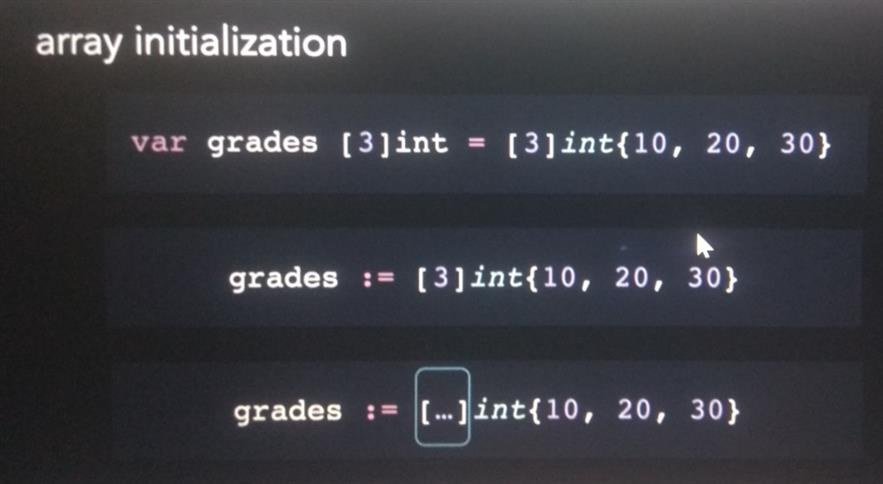 array initialization
var grades [3]int = [3]int{10, 20, 30}
grades := [3]int{10, 20, 30}
grades := […]int{10, 20, 30}